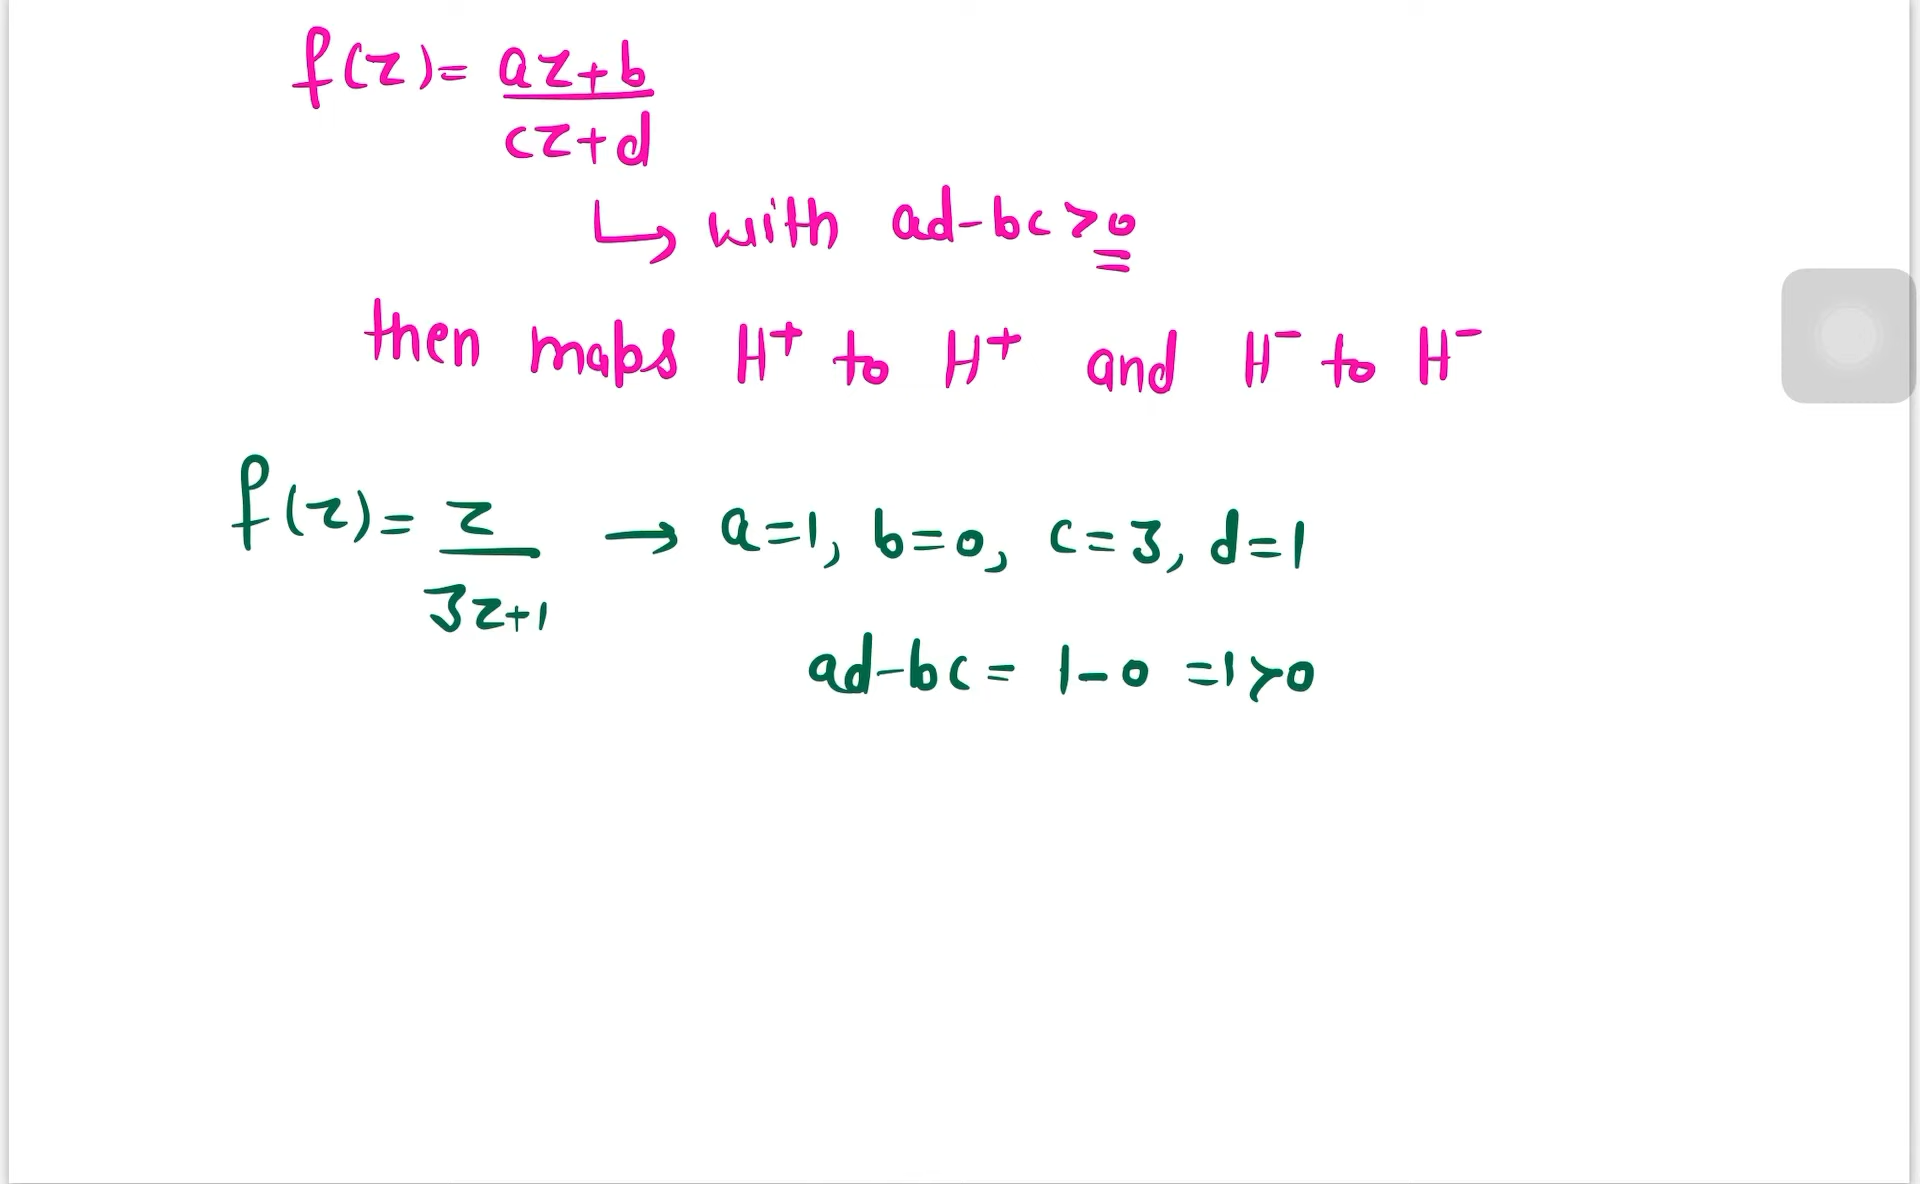 f(z)= az+b
cz+d
↳ with ad-bc>0
then maps H⁺ to H⁺ and H⁻ to H⁻
f(z)= z → a=1, b=0, c=3, d=1
3z+1
ad-bc= 1-0 =1>0